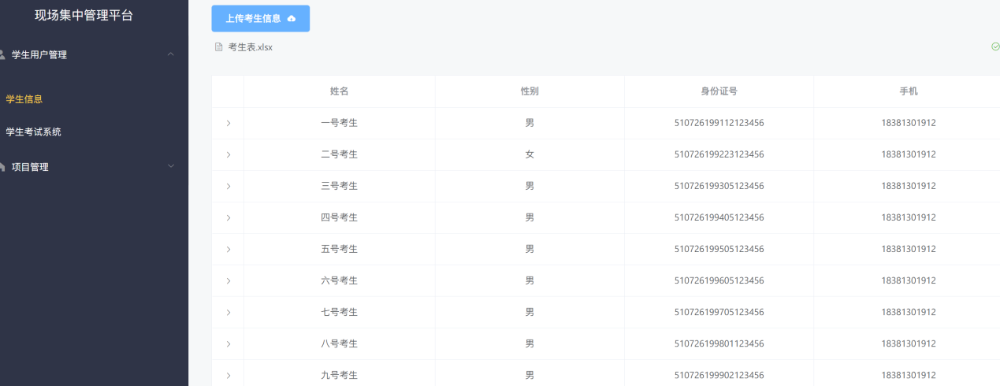 现场集中管理平台
学生用户管理
学生信息
学生考试系统
项目管理
上传考生信息
考生表.xlsx
姓名 性别 身份证号 手机
一号考生 男 510726199112123456 18381301912
二号考生 女 510726199223123456 18381301912
三号考生 男 510726199305123456 18381301912
四号考生 男 510726199405123456 18381301912
五号考生 男 510726199505123456 18381301912
六号考生 男 510726199605123456 18381301912
七号考生 男 510726199705123456 18381301912
八号考生 男 510726199801123456 18381301912
九号考生 男 510726199902123456 18381301912